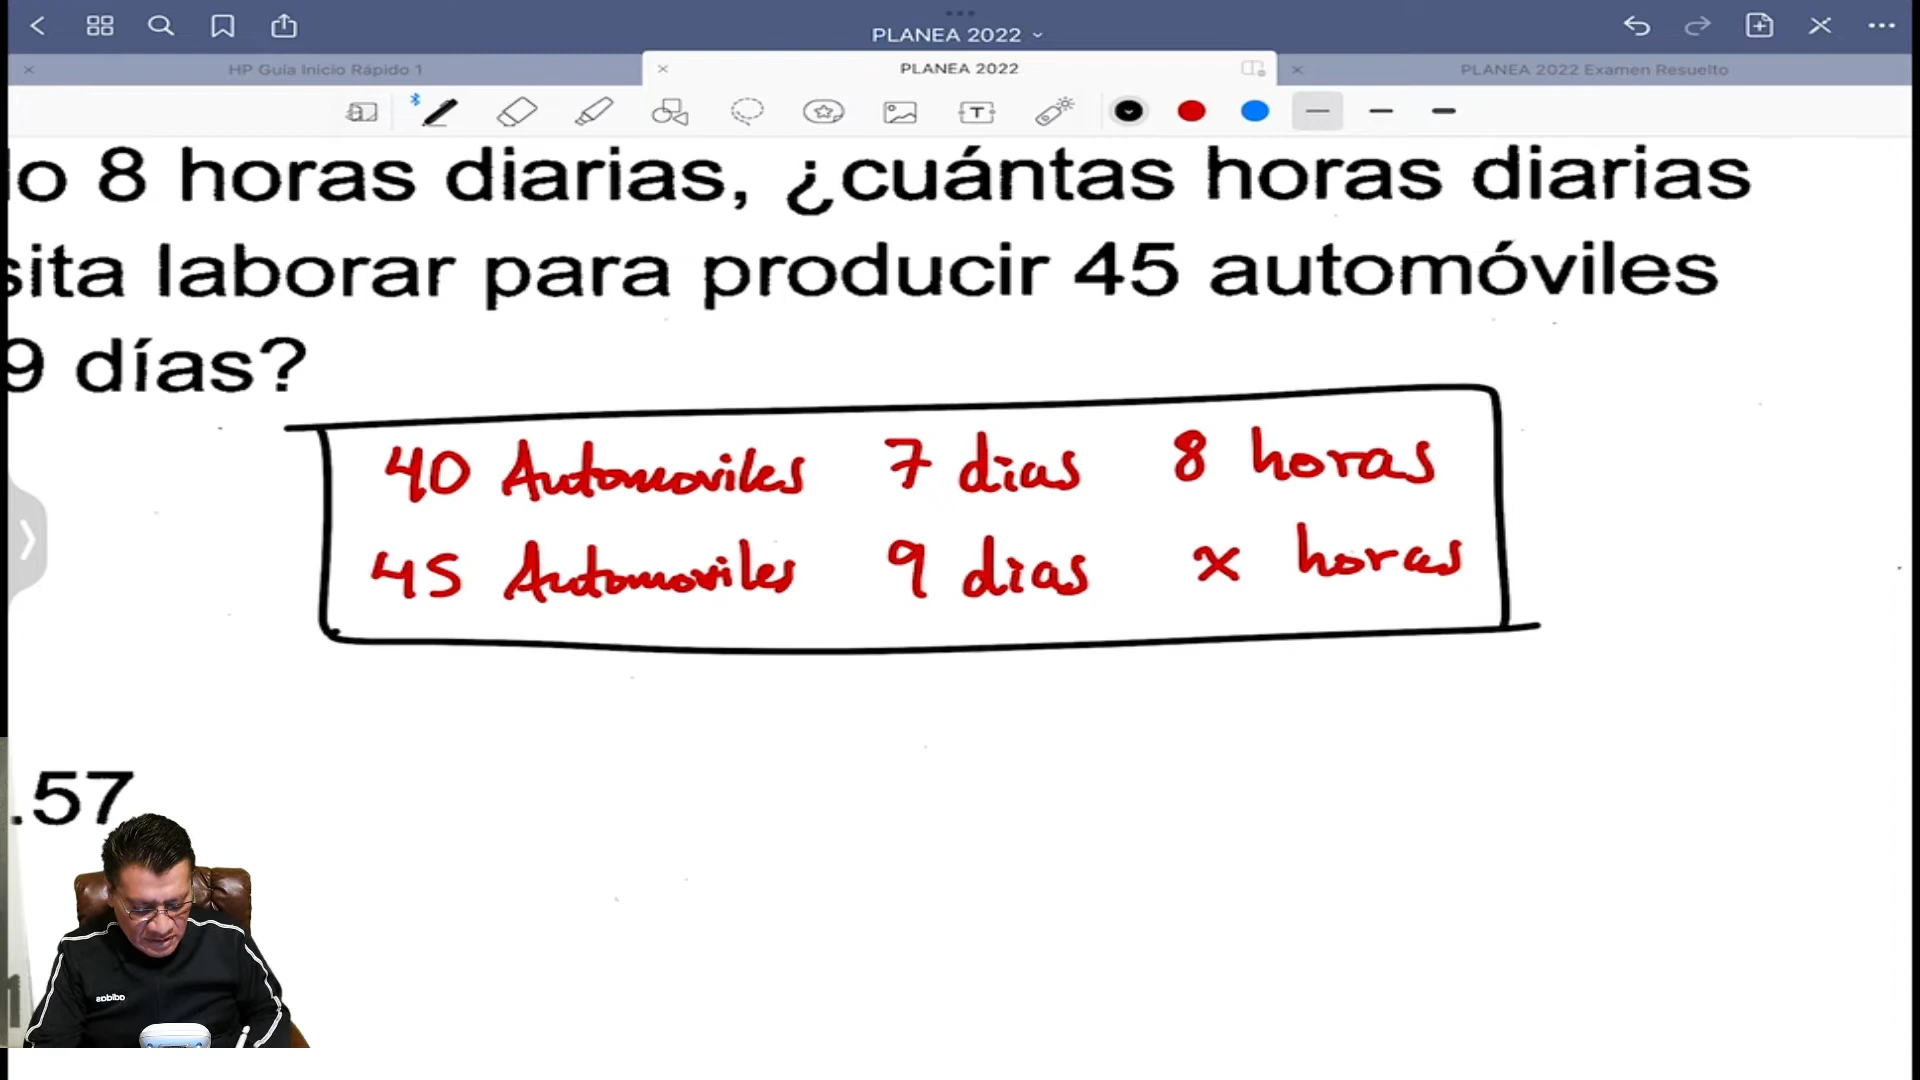 PLANEA 2022
HP Guía Inicio Rápido 1
PLANEA 2022
PLANEA 2022 Examen Resuelto
T
lo 8 horas diarias, ¿cuántas horas diarias
sita laborar para producir 45 automóviles
9 días?
40 Automoviles 7 dias 8 horas
45 Automoviles 9 dias x horas
.57
adidas